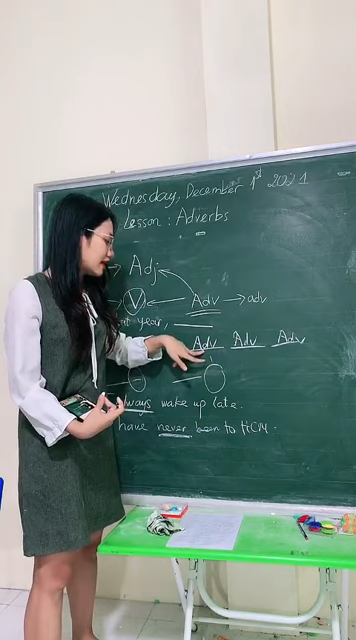 Wednesday, December 1st 2021
Lesson: Adverbs
Adj
V Adv adv
year,
Adv Adv Adv
always wake up late.
have never been to HCM.